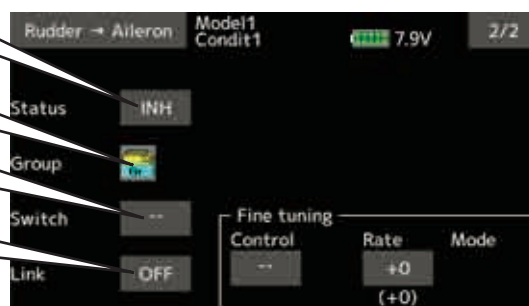 Rudder → Aileron Model1 7.9V 2/2
Condit1
Status INH
Group
Switch --
Fine tuning
Control Rate Mode
Link OFF -- +0
(+0)